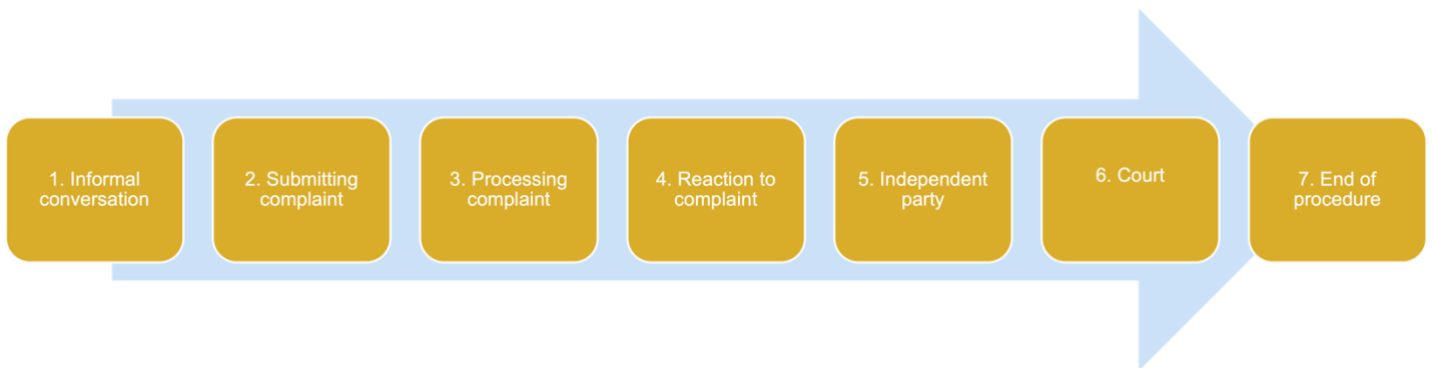 1. Informal
conversation
2. Submitting
complaint
3. Processing
complaint
4. Reaction to
complaint
5. Independent
party
6. Court
7. End of
procedure